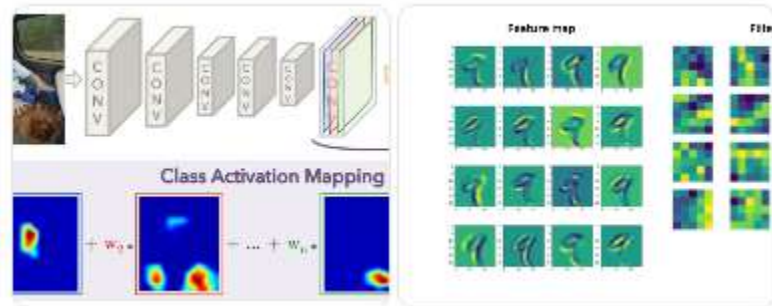 CONV
CONV
CONV
CONV
CONV
CONV
Class Activation Mapping
+ w₂ *
+ ... + wₙ *
Feature map